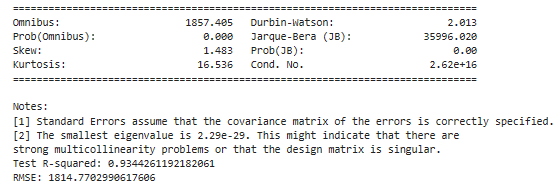 ==============================================================================
Omnibus:                     1857.405   Durbin-Watson:                   2.013
Prob(Omnibus):                  0.000   Jarque-Bera (JB):            35996.020
Skew:                           1.483   Prob(JB):                         0.00
Kurtosis:                      16.536   Cond. No.                     2.62e+16
==============================================================================
Notes:
[1] Standard Errors assume that the covariance matrix of the errors is correctly specified.
[2] The smallest eigenvalue is 2.29e-29. This might indicate that there are
strong multicollinearity problems or that the design matrix is singular.
Test R-squared: 0.9344261192182061
RMSE: 1814.7702990617606